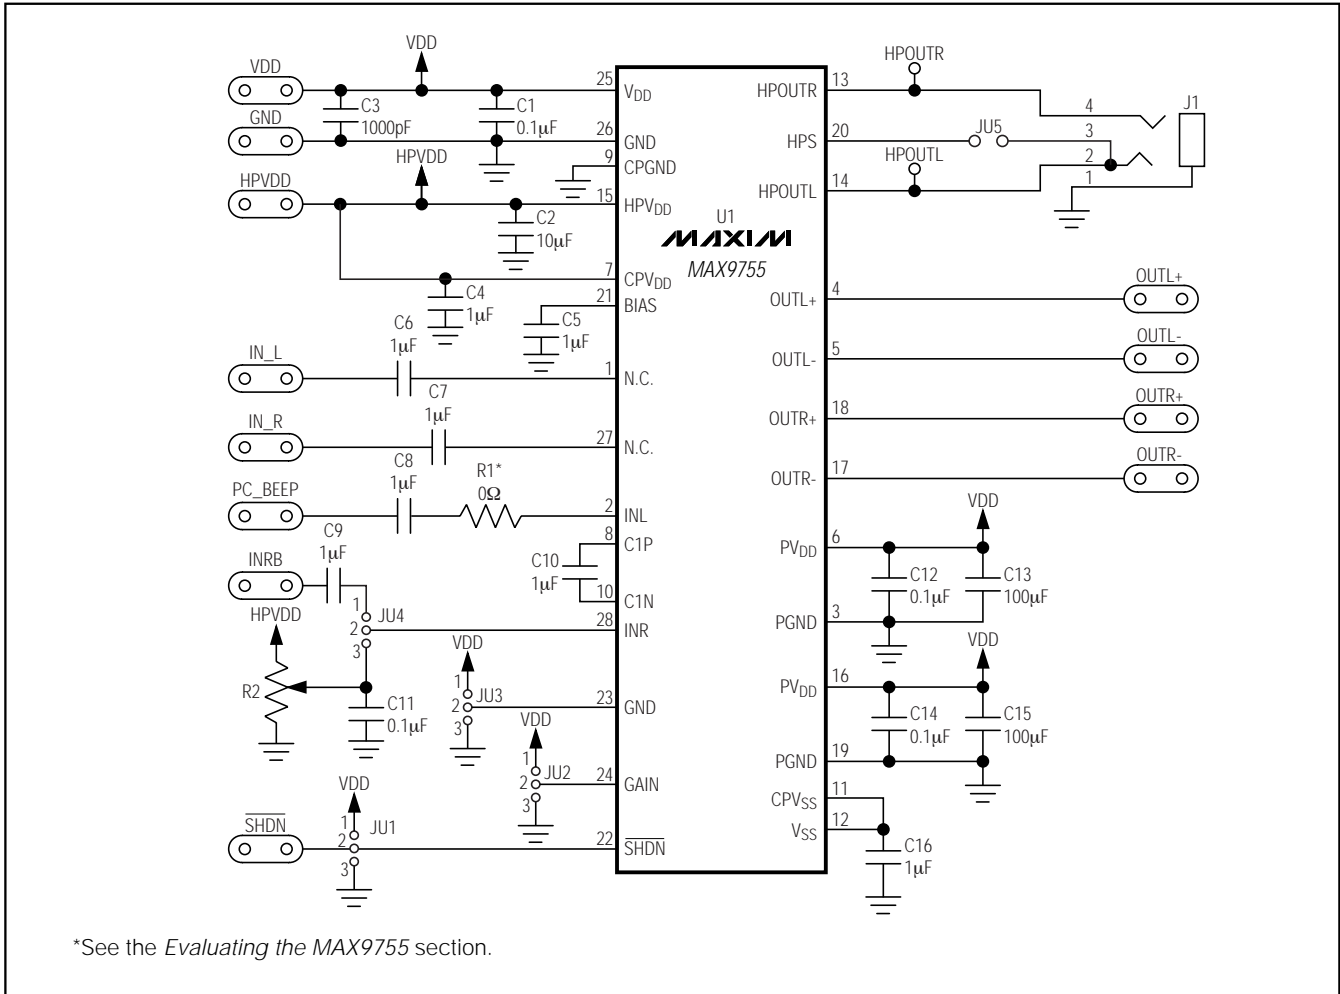 VDD
VDD
C3
1000pF
C1
0.1µF
GND
HPVDD
HPVDD
C2
10µF
C4
1µF
C5
1µF
C6
1µF
IN_L
C7
1µF
IN_R
C8
1µF
R1*
0Ω
PC_BEEP
C9
1µF
INRB
C10
1µF
HPVDD
1
2
3
JU4
R2
C11
0.1µF
VDD
1
2
3
JU3
VDD
1
2
3
JU2
VDD
1
2
3
JU1
SHDN
25
VDD
26
GND
9
CPGND
15
HPVDD
7
CPVDD
21
BIAS
1
N.C.
27
N.C.
2
INL
8
C1P
10
C1N
28
INR
23
GND
24
GAIN
22
SHDN
U1
MAXIM
MAX9755
HPOUTR
13
HPS
20
HPOUTL
14
OUTL+
4
OUTL-
5
OUTR+
18
OUTR-
17
PVDD
6
PGND
3
PVDD
16
PGND
19
CPVSS
11
VSS
12
HPOUTR
JU5
HPOUTL
4
3
2
1
J1
OUTL+
OUTL-
OUTR+
OUTR-
VDD
C12
0.1µF
C13
100µF
VDD
C14
0.1µF
C15
100µF
C16
1µF
*See the Evaluating the MAX9755 section.